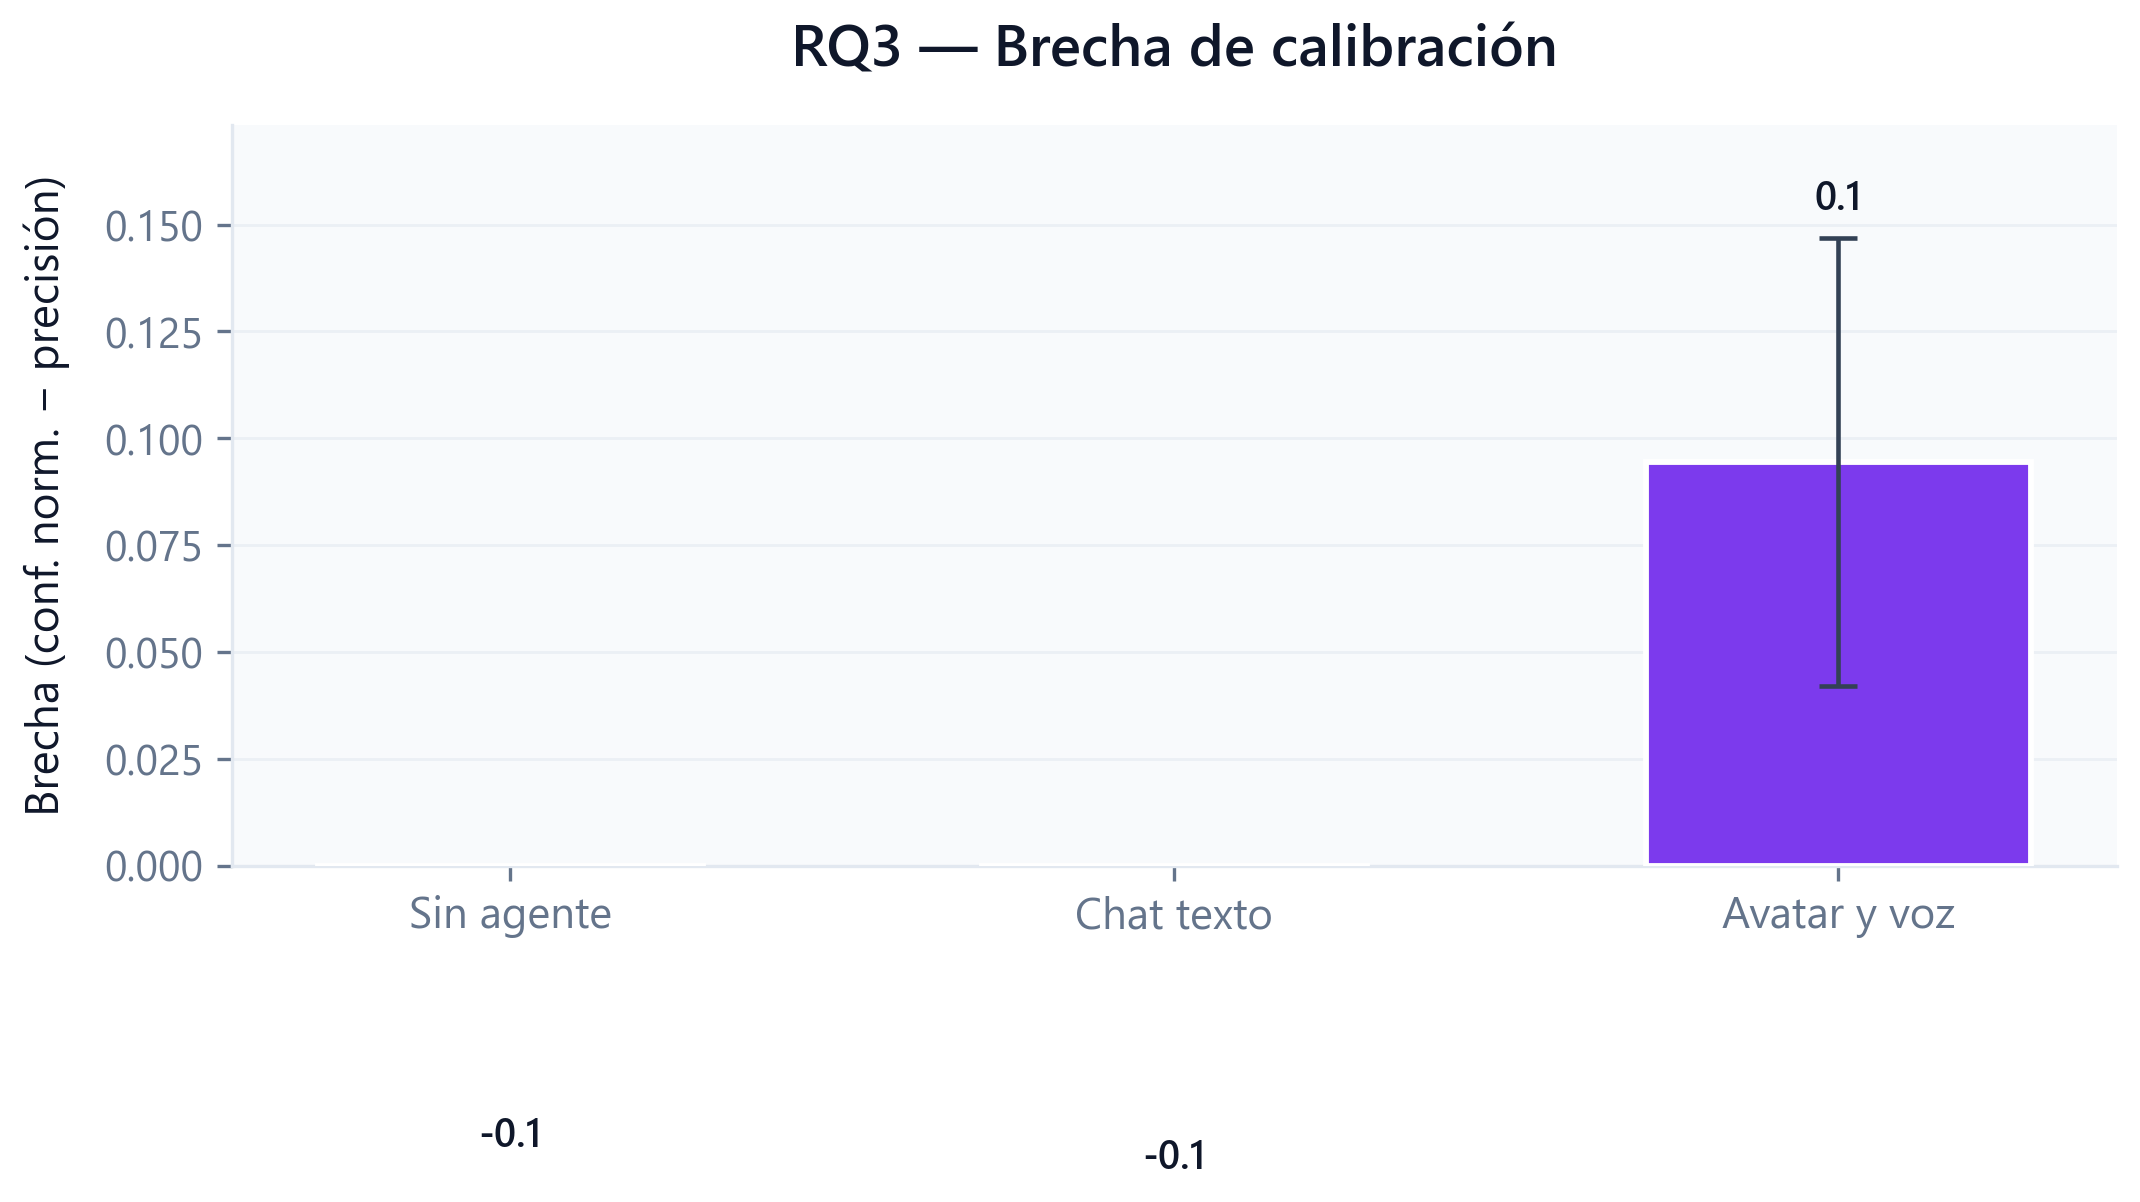 RQ3 — Brecha de calibración
Brecha (conf. norm. − precisión)
0.150
0.125
0.100
0.075
0.050
0.025
0.000
0.1
Sin agente
Chat texto
Avatar y voz
-0.1
-0.1